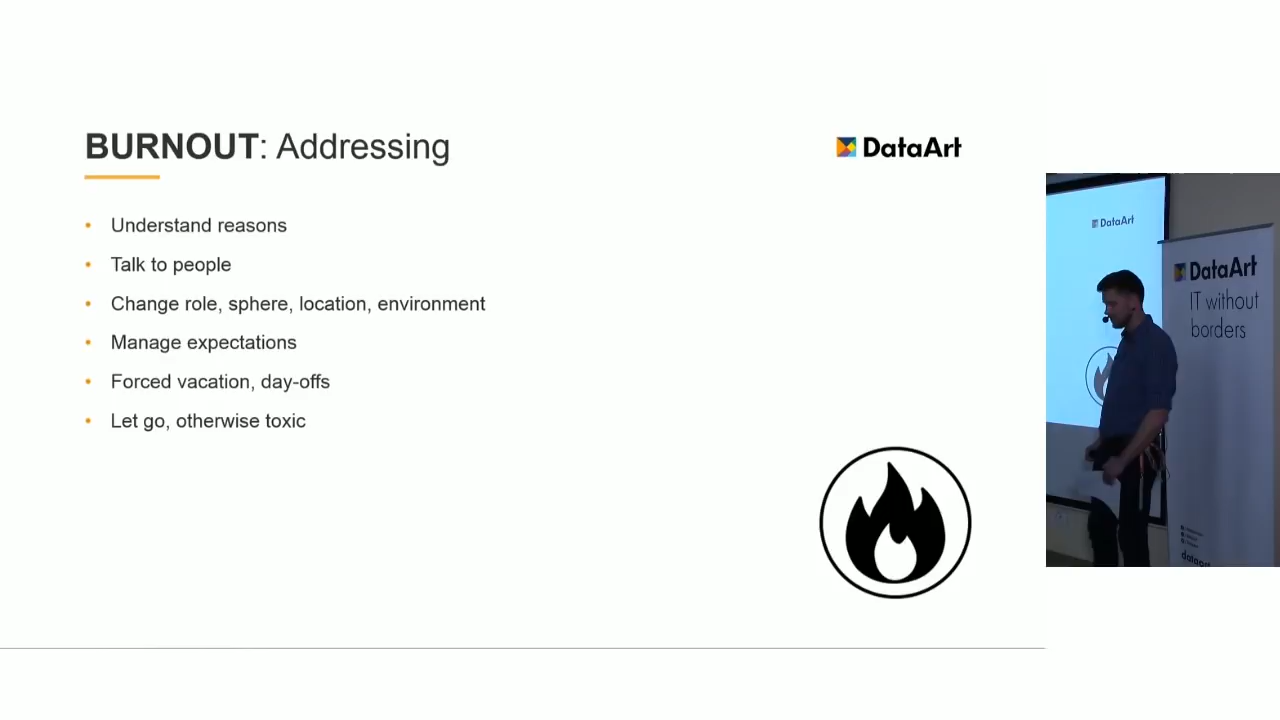 BURNOUT: Addressing
DataArt
• Understand reasons
• Talk to people
• Change role, sphere, location, environment
• Manage expectations
• Forced vacation, day-offs
• Let go, otherwise toxic
DataArt
DataArt
IT without
borders
dataart